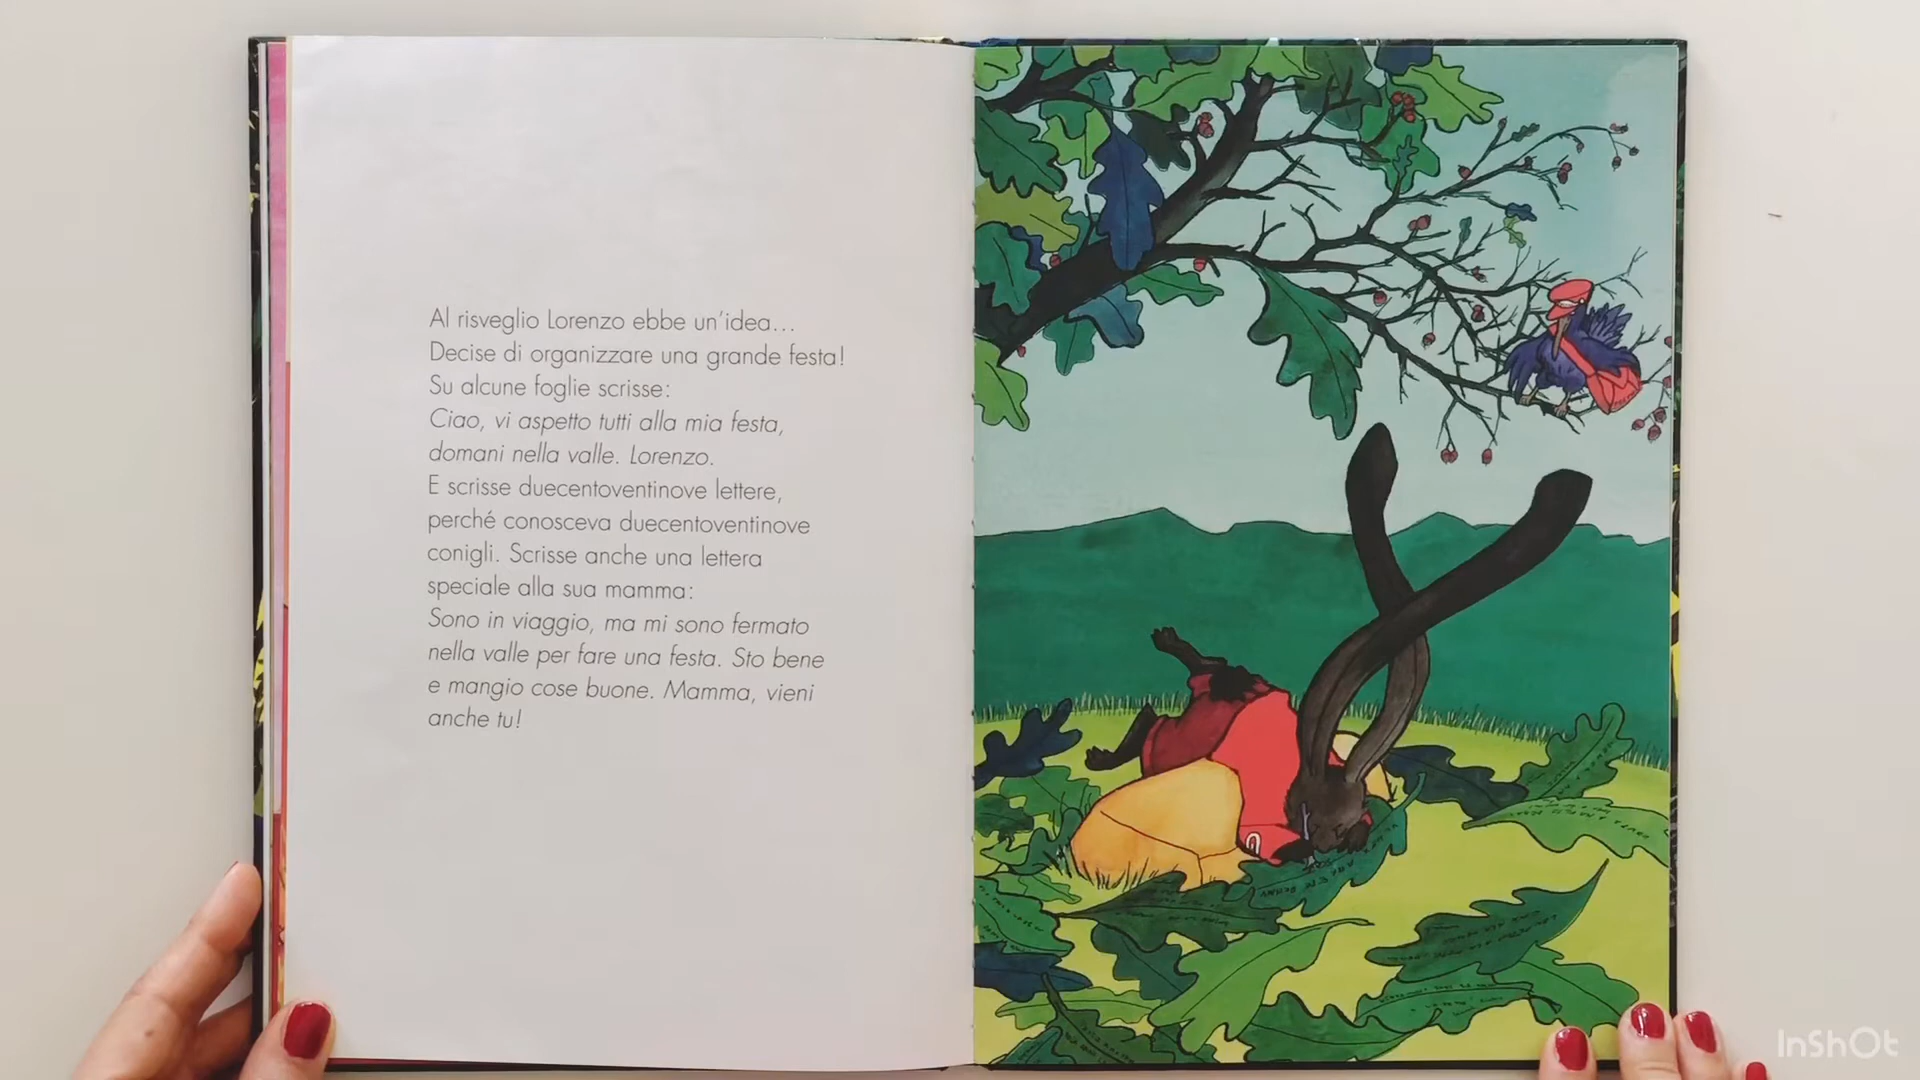 Al risveglio Lorenzo ebbe un'idea...
Decise di organizzare una grande festa!
Su alcune foglie scrisse:
Ciao, vi aspetto tutti alla mia festa,
domani nella valle. Lorenzo.
E scrisse duecentoventinove lettere,
perché conosceva duecentoventinove
conigli. Scrisse anche una lettera
speciale alla sua mamma:
Sono in viaggio, ma mi sono fermato
nella valle per fare una festa. Sto bene
e mangio cose buone. Mamma, vieni
anche tu!
InShOt